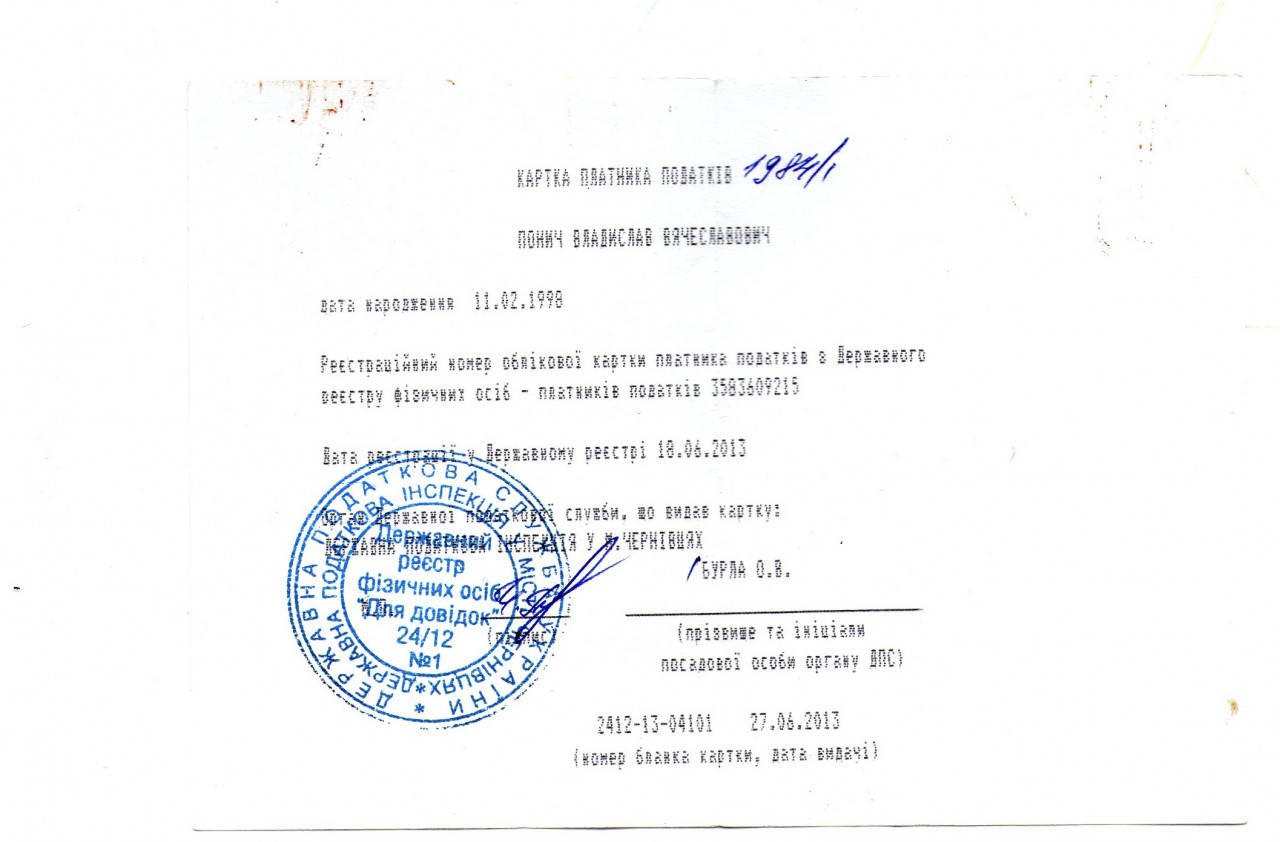 КАРТКА ПЛАТНИКА ПОДАТКІВ 1984/1
ПОНИЧ ВЛАДИСЛАВ ВЯЧЕСЛАВОВИЧ
дата народження 11.02.1998
Реєстраційний номер облікової картки платника податків з Державного
реєстру фізичних осіб - платників податків 3583609215
Дата реєстрації у Державному реєстрі 18.06.2013
Орган Державної податкової служби, що видав картку:
ДЕРЖАВНА ПОДАТКОВА ІНСПЕКЦІЯ У М.ЧЕРНІВЦЯХ
БУРЛА О.В.
(підпис)
(прізвище та ініціали
посадової особи органу ДПС)
2412-13-04101 27.06.2013
(номер бланка картки, дата видачі)
ДЕРЖАВНА ПОДАТКОВА СЛУЖБА УКРАЇНИ *
ДЕРЖАВНА ПОДАТКОВА ІНСПЕКЦІЯ У МІСТІ ЧЕРНІВЦЯХ *
Державний
реєстр
фізичних осіб
"Для довідок"
24/12
№1